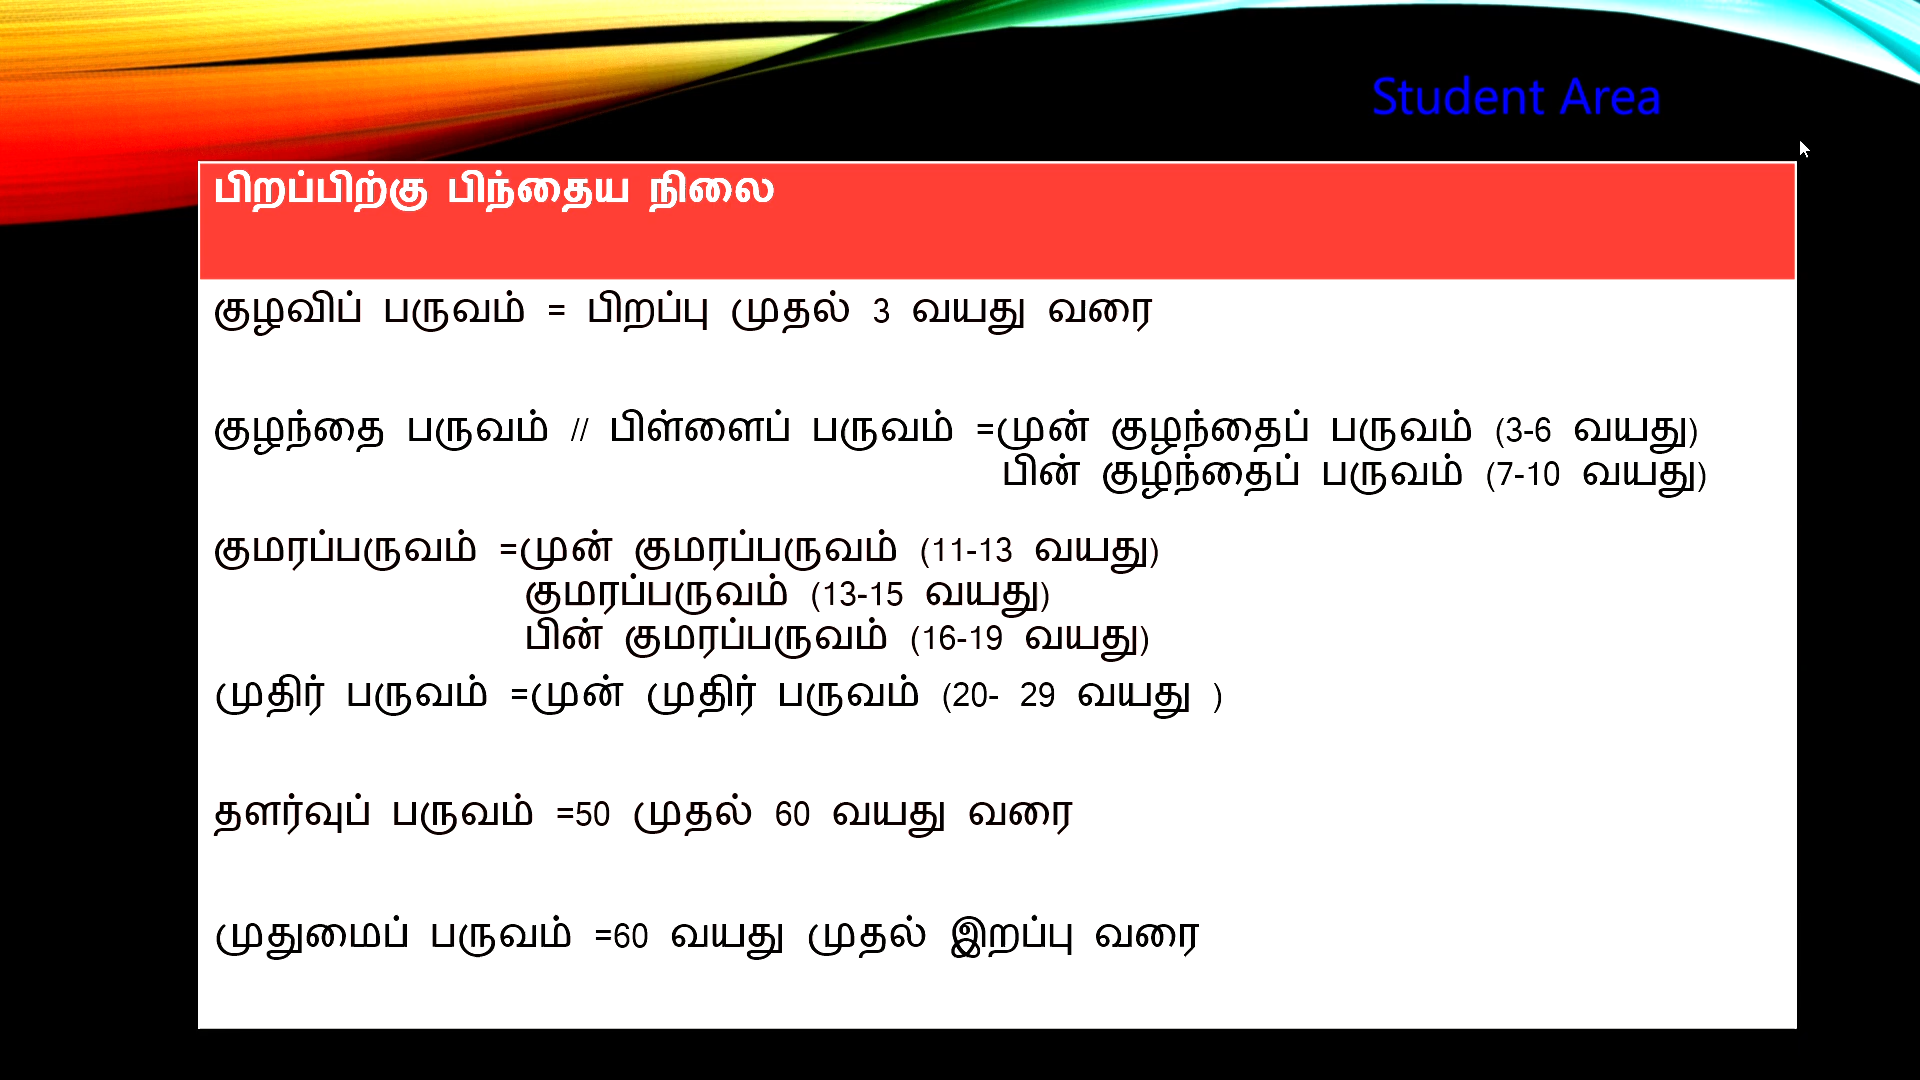 Student Area
பிறப்பிற்கு பிந்தைய நிலை
குழவிப் பருவம் = பிறப்பு முதல் 3 வயது வரை
குழந்தை பருவம் // பிள்ளைப் பருவம் =முன் குழந்தைப் பருவம் (3-6 வயது)
பின் குழந்தைப் பருவம் (7-10 வயது)
குமரப்பருவம் =முன் குமரப்பருவம் (11-13 வயது)
குமரப்பருவம் (13-15 வயது)
பின் குமரப்பருவம் (16-19 வயது)
முதிர் பருவம் =முன் முதிர் பருவம் (20- 29 வயது )
தளர்வுப் பருவம் =50 முதல் 60 வயது வரை
முதுமைப் பருவம் =60 வயது முதல் இறப்பு வரை